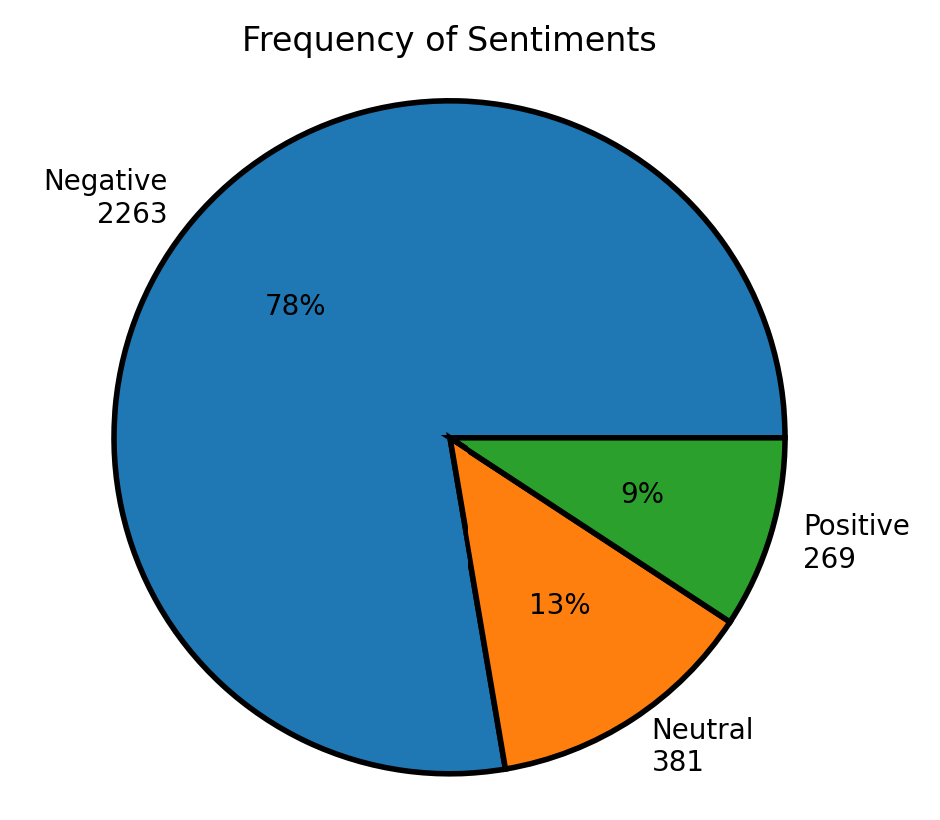 Frequency of Sentiments
Negative
2263
78%
9%
Positive
269
13%
Neutral
381